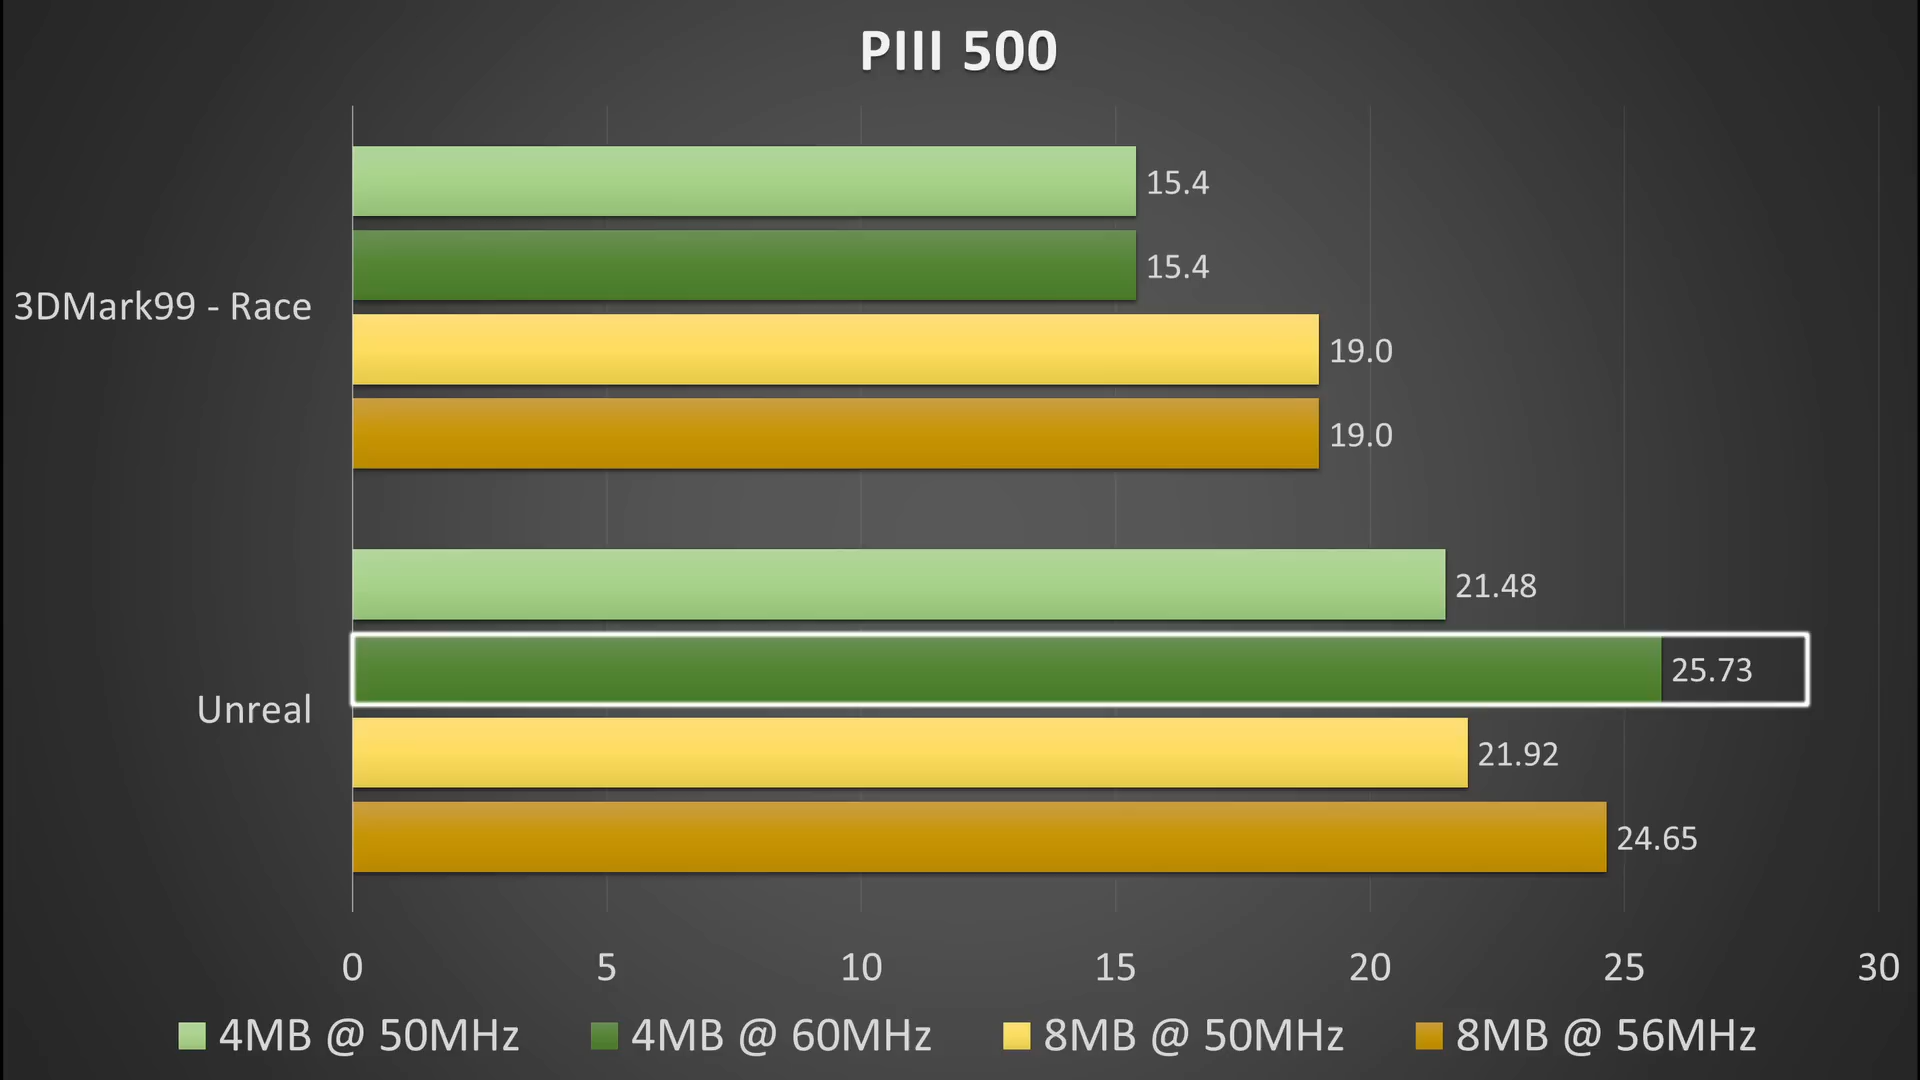 PIII 500
3DMark99 - Race
15.4
15.4
19.0
19.0
Unreal
21.48
25.73
21.92
24.65
0 5 10 15 20 25 30
4MB @ 50MHz 4MB @ 60MHz 8MB @ 50MHz 8MB @ 56MHz